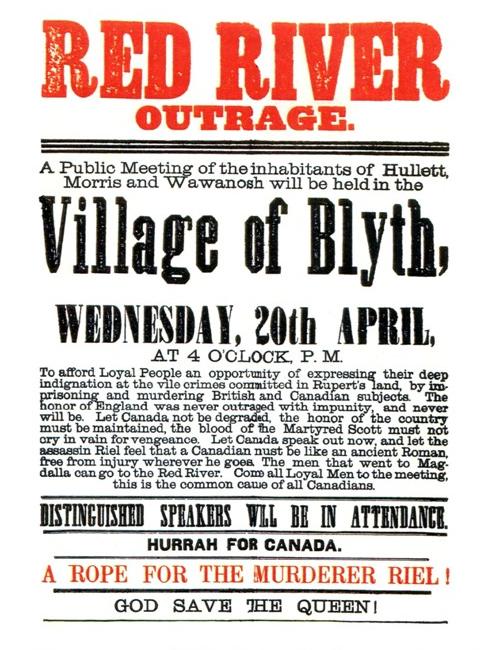 RED RIVER
OUTRAGE.
A Public Meeting of the inhabitants of Hullett,
Morris and Wawanosh will be held in the
Village of Blyth,
WEDNESDAY, 20th APRIL,
AT 4 O'CLOCK, P. M.
To afford Loyal People an opportunity of expressing their deep
indignation at the vile crimes committed in Rupert's land, by im-
prisoning and murdering British and Canadian subjects. The
honor of England was never outraged with impunity, and never
will be. Let Canada not be degraded, the honor of the country
must be maintained, the blood of the Martyred Scott must not
cry in vain for vengeance. Let Canada speak out now, and let the
assassin Riel feel that a Canadian must be like an ancient Roman,
free from injury wherever he goes. The men that went to Mag-
dalla can go to the Red River. Come all Loyal Men to the meeting,
this is the common cause of all Canadians.
DISTINGUISHED SPEAKERS WLL BE IN ATTENDANCE.
HURRAH FOR CANADA.
A ROPE FOR THE MURDERER RIEL!
GOD SAVE THE QUEEN!